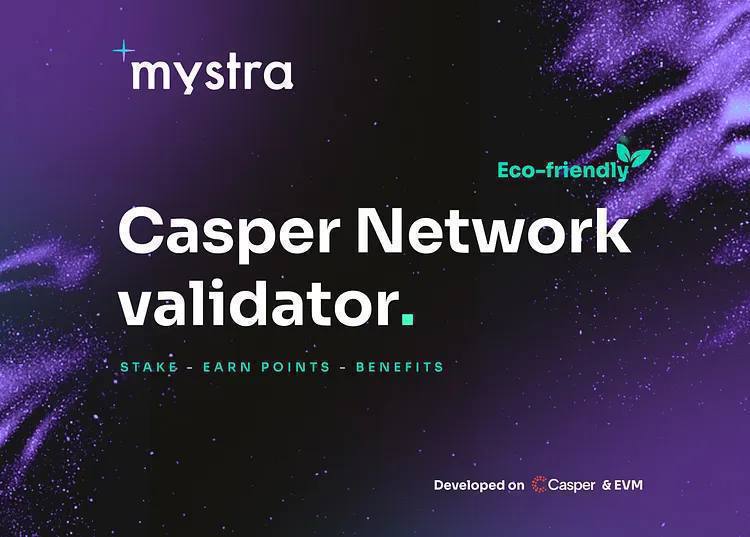 mystra
Eco-friendly
Casper Network
validator.
STAKE - EARN POINTS - BENEFITS
Developed on Casper & EVM